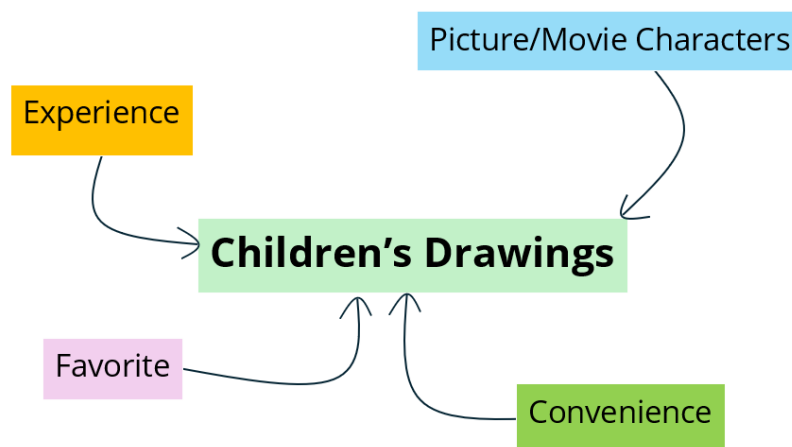 Picture/Movie Characters
Experience
Children’s Drawings
Favorite
Convenience